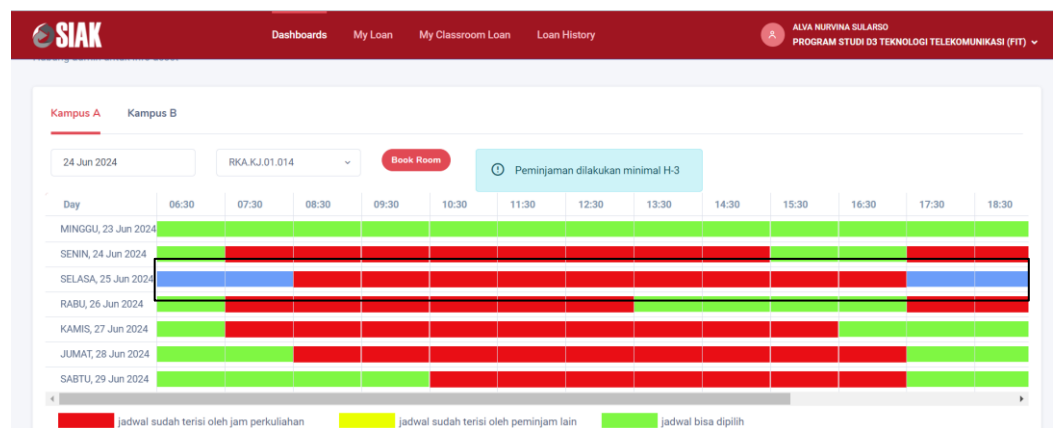 SIAK
Dashboards My Loan My Classroom Loan Loan History
ALVA NURVINA SULARSO
PROGRAM STUDI D3 TEKNOLOGI TELEKOMUNIKASI (FIT)
Kampus A Kampus B
24 Jun 2024 RKA.KJ.01.014 Book Room Peminjaman dilakukan minimal H-3
Day 06:30 07:30 08:30 09:30 10:30 11:30 12:30 13:30 14:30 15:30 16:30 17:30 18:30
MINGGU, 23 Jun 2024
SENIN, 24 Jun 2024
SELASA, 25 Jun 2024
RABU, 26 Jun 2024
KAMIS, 27 Jun 2024
JUMAT, 28 Jun 2024
SABTU, 29 Jun 2024
jadwal sudah terisi oleh jam perkuliahan jadwal sudah terisi oleh peminjam lain jadwal bisa dipilih